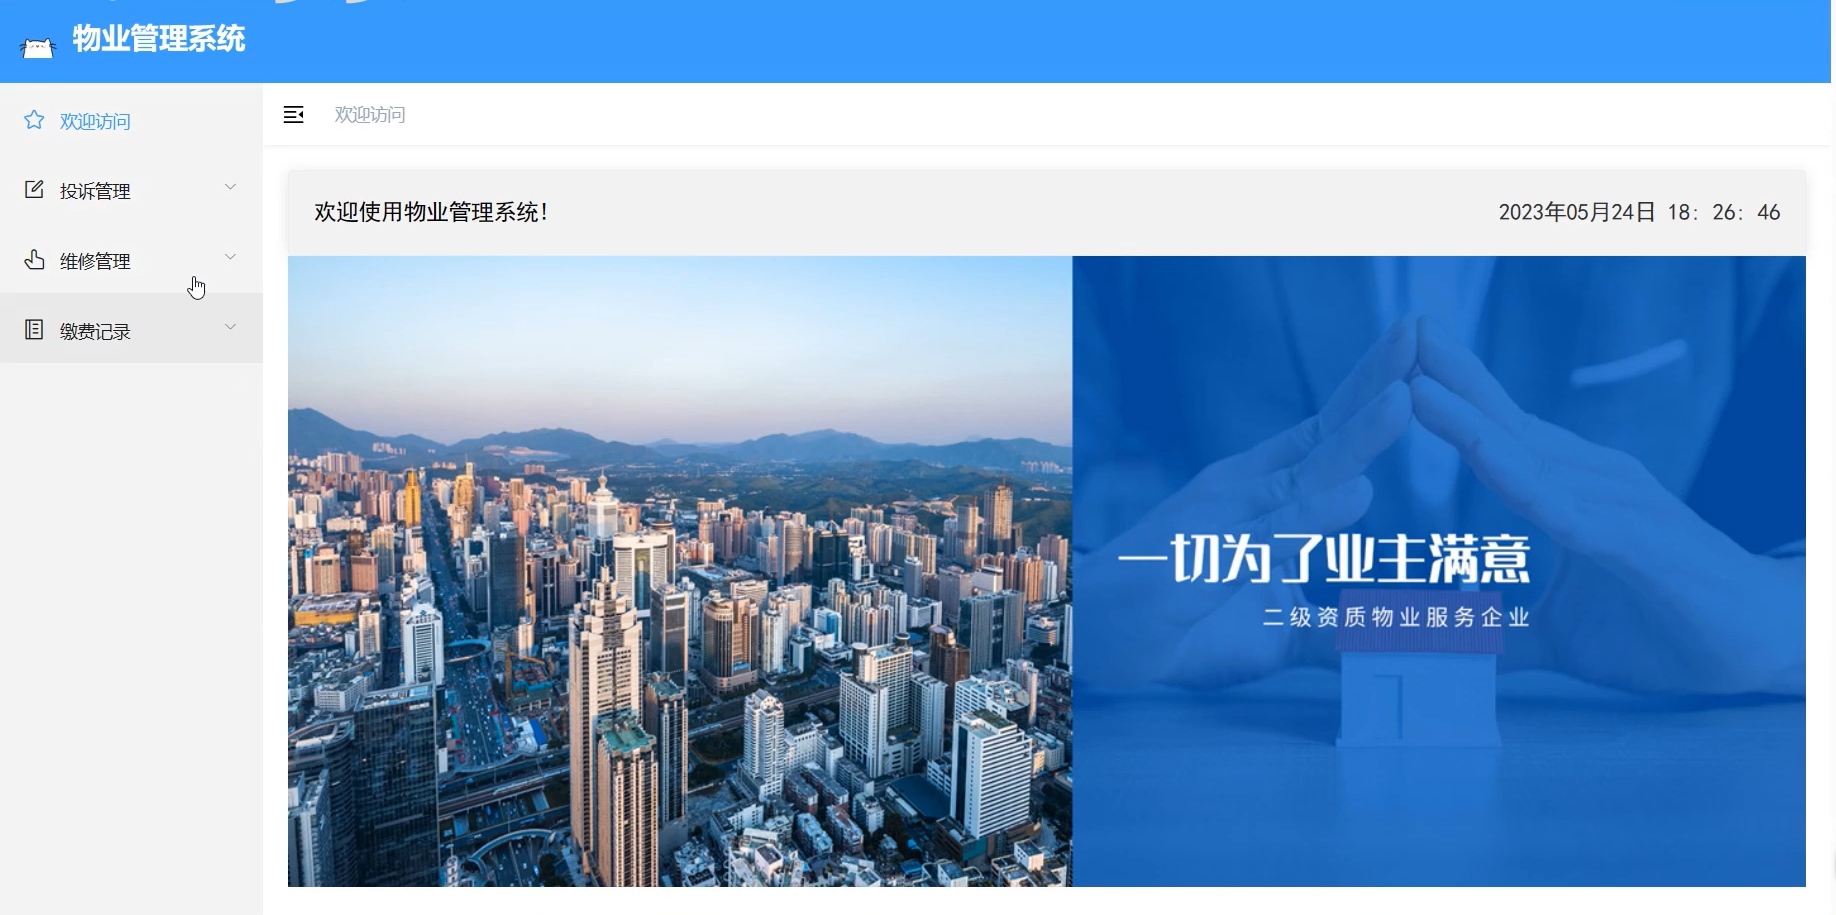 物业管理系统
欢迎访问
投诉管理
维修管理
缴费记录
欢迎访问
欢迎使用物业管理系统!
2023年05月24日 18: 26: 46
一切为了业主满意
二级资质物业服务企业